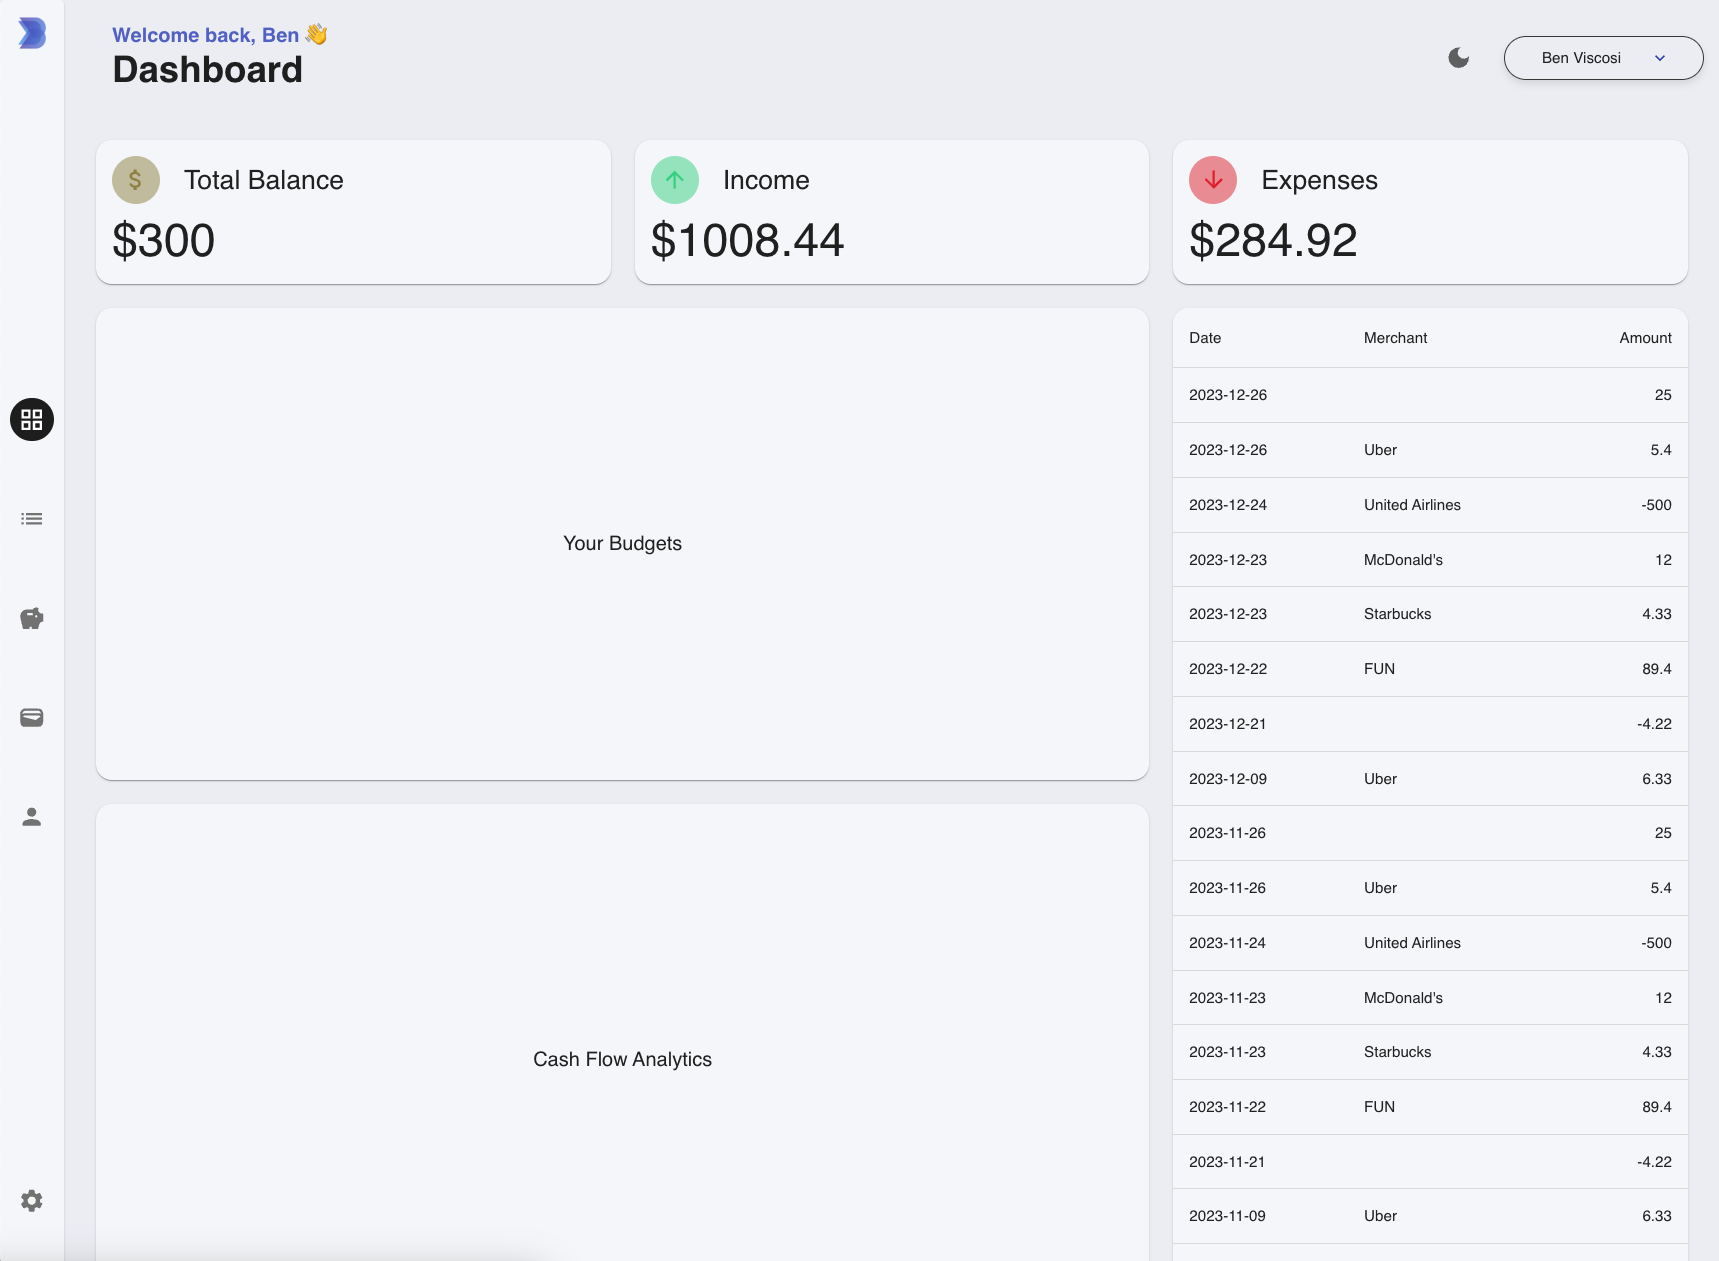 Welcome back, Ben 👋
Dashboard
Ben Viscosi
Total Balance
$300
Income
$1008.44
Expenses
$284.92
Your Budgets
Cash Flow Analytics
Date Merchant Amount
2023-12-26 25
2023-12-26 Uber 5.4
2023-12-24 United Airlines -500
2023-12-23 McDonald's 12
2023-12-23 Starbucks 4.33
2023-12-22 FUN 89.4
2023-12-21 -4.22
2023-12-09 Uber 6.33
2023-11-26 25
2023-11-26 Uber 5.4
2023-11-24 United Airlines -500
2023-11-23 McDonald's 12
2023-11-23 Starbucks 4.33
2023-11-22 FUN 89.4
2023-11-21 -4.22
2023-11-09 Uber 6.33